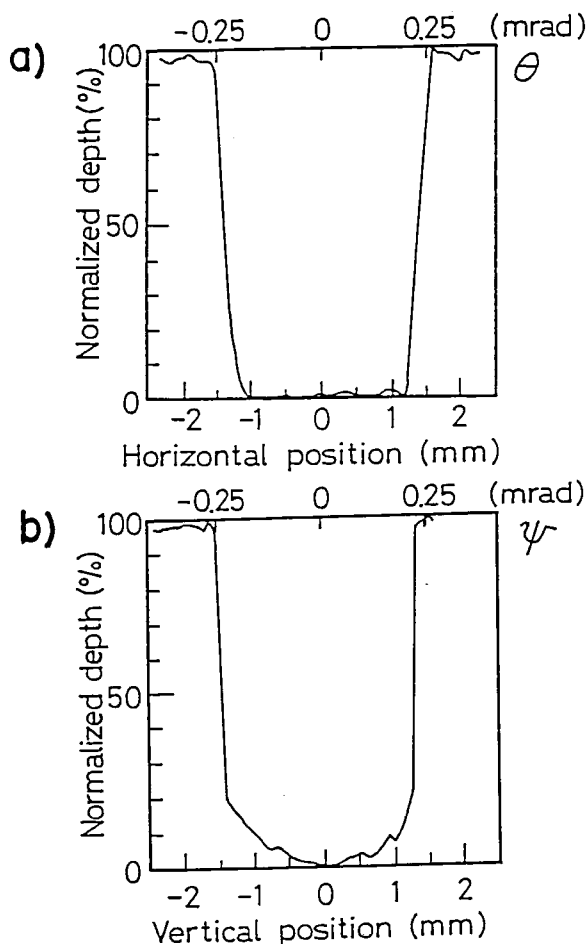 -0.25 0 0.25 (mrad)
a)
θ
100
50
0
Normalized depth(%)
-2 -1 0 1 2
Horizontal position (mm)
-0.25 0 0.25 (mrad)
b)
ψ
100
50
0
Normalized depth (%)
-2 -1 0 1 2
Vertical position (mm)